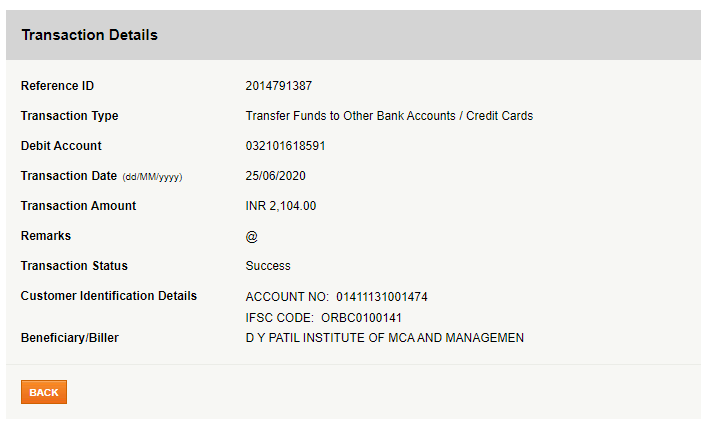 Transaction Details
Reference ID 2014791387
Transaction Type Transfer Funds to Other Bank Accounts / Credit Cards
Debit Account 032101618591
Transaction Date (dd/MM/yyyy) 25/06/2020
Transaction Amount INR 2,104.00
Remarks @
Transaction Status Success
Customer Identification Details ACCOUNT NO: 01411131001474
IFSC CODE: ORBC0100141
Beneficiary/Biller D Y PATIL INSTITUTE OF MCA AND MANAGEMEN
BACK